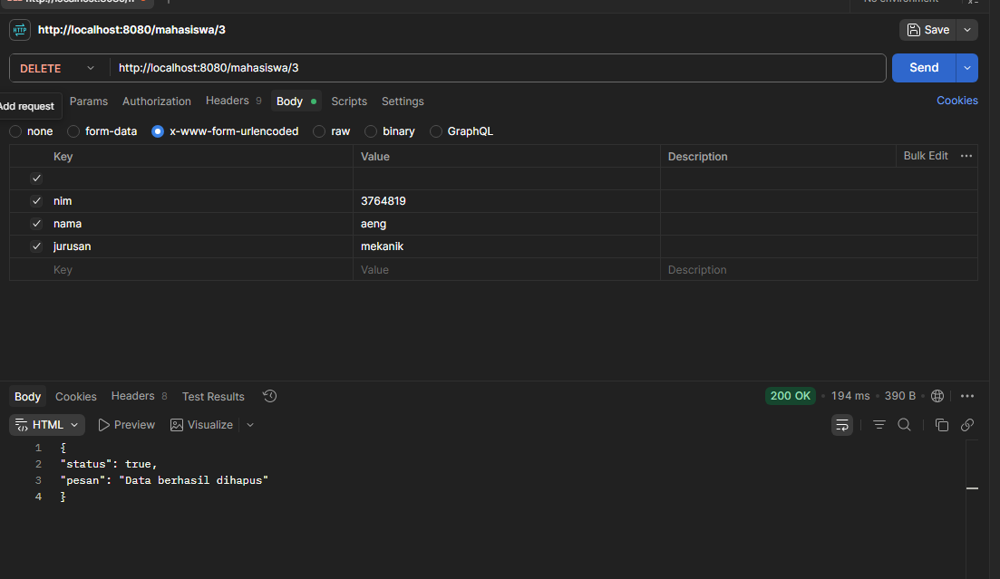 No environment
HTTP http://localhost:8080/mahasiswa/3 Save
DELETE http://localhost:8080/mahasiswa/3 Send
Add request Params Authorization Headers 9 Body Scripts Settings Cookies
none form-data x-www-form-urlencoded raw binary GraphQL
Key Value Description Bulk Edit
nim 3764819
nama aeng
jurusan mekanik
Key Value Description
Body Cookies Headers 8 Test Results 200 OK 194 ms 390 B
HTML Preview Visualize
1 {
2 "status": true,
3 "pesan": "Data berhasil dihapus"
4 }